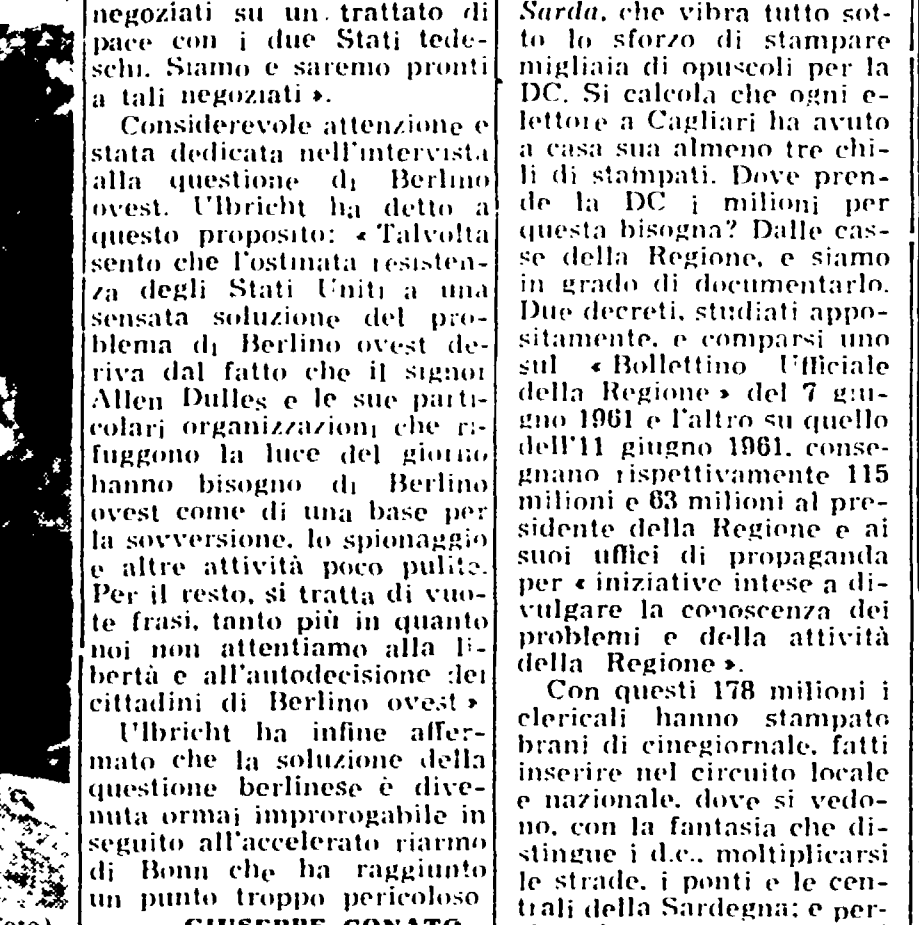 negoziati su un trattato di
pace con i due Stati tede-
schi. Siamo e saremo pronti
a tali negoziati ».
Considerevole attenzione e
stata dedicata nell'intervista
alla questione di Berlino
ovest. Ulbricht ha detto a
questo proposito: « Talvolta
sento che l'ostinata resisten-
za degli Stati Uniti a una
sensata soluzione del pro-
blema di Berlino ovest de-
riva dal fatto che il signor
Allen Dulles e le sue parti-
colari organizzazioni che ri-
fuggono la luce del giorno
hanno bisogno di Berlino
ovest come di una base per
la sovversione, lo spionaggio
e altre attività poco pulite.
Per il resto, si tratta di vuo-
te frasi, tanto più in quanto
noi non attentiamo alla li-
bertà e all'autodecisione dei
cittadini di Berlino ovest »
Ulbricht ha infine affer-
mato che la soluzione della
questione berlinese è dive-
nuta ormai improrogabile in
seguito all'accelerato riarmo
di Bonn che ha raggiunto
un punto troppo pericoloso
GIUSEPPE CONATO
Sarda, che vibra tutto sot-
to lo sforzo di stampare
migliaia di opuscoli per la
DC. Si calcola che ogni e-
lettore a Cagliari ha avuto
a casa sua almeno tre chi-
li di stampati. Dove pren-
de la DC i milioni per
questa bisogna? Dalle cas-
se della Regione, e siamo
in grado di documentarlo.
Due decreti, studiati appo-
sitamente, e comparsi uno
sul « Bollettino Ufficiale
della Regione » del 7 giu-
gno 1961 e l'altro su quello
dell'11 giugno 1961, conse-
gnano rispettivamente 115
milioni e 63 milioni al pre-
sidente della Regione e ai
suoi uffici di propaganda
per « iniziative intese a di-
vulgare la conoscenza dei
problemi e della attività
della Regione ».
Con questi 178 milioni i
clericali hanno stampato
brani di cinegiornale, fatti
inserire nel circuito locale
e nazionale, dove si vedo-
no, con la fantasia che di-
stingue i d.c., moltiplicarsi
le strade, i ponti e le cen-
trali della Sardegna; e per-